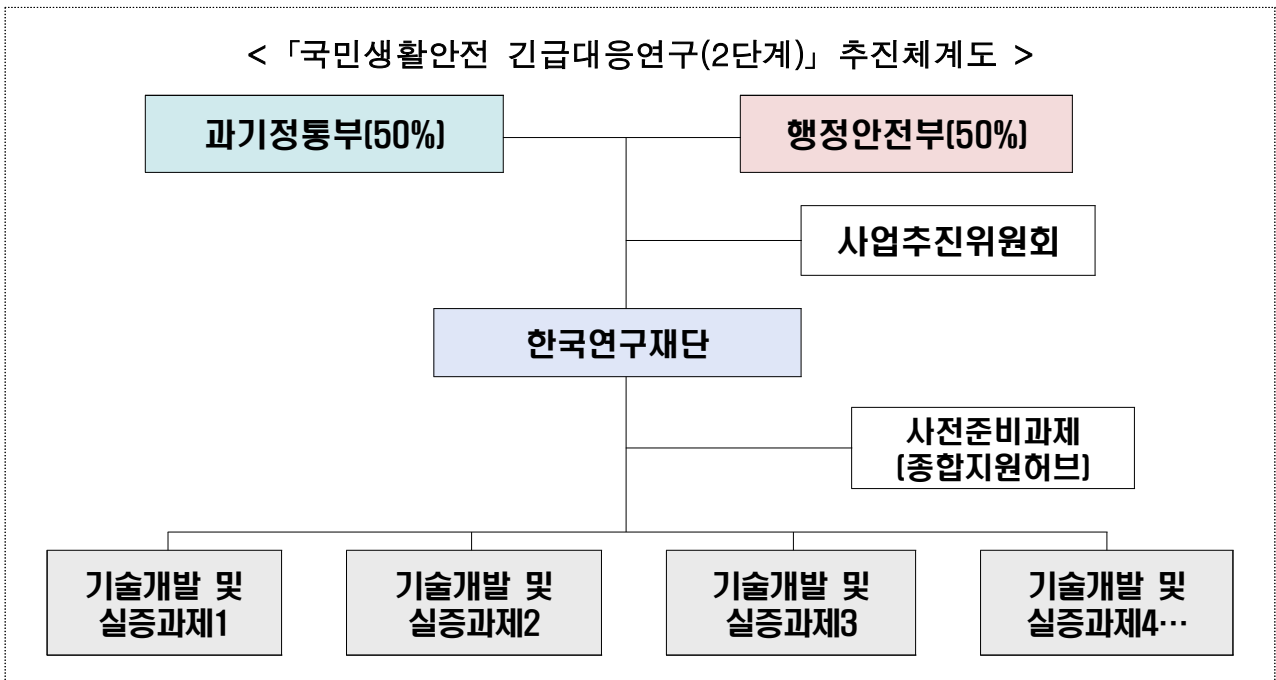 <「국민생활안전 긴급대응연구(2단계)」 추진체계도 >
과기정통부(50%)
행정안전부(50%)
사업추진위원회
한국연구재단
사전준비과제
(종합지원허브)
기술개발 및
실증과제1
기술개발 및
실증과제2
기술개발 및
실증과제3
기술개발 및
실증과제4…